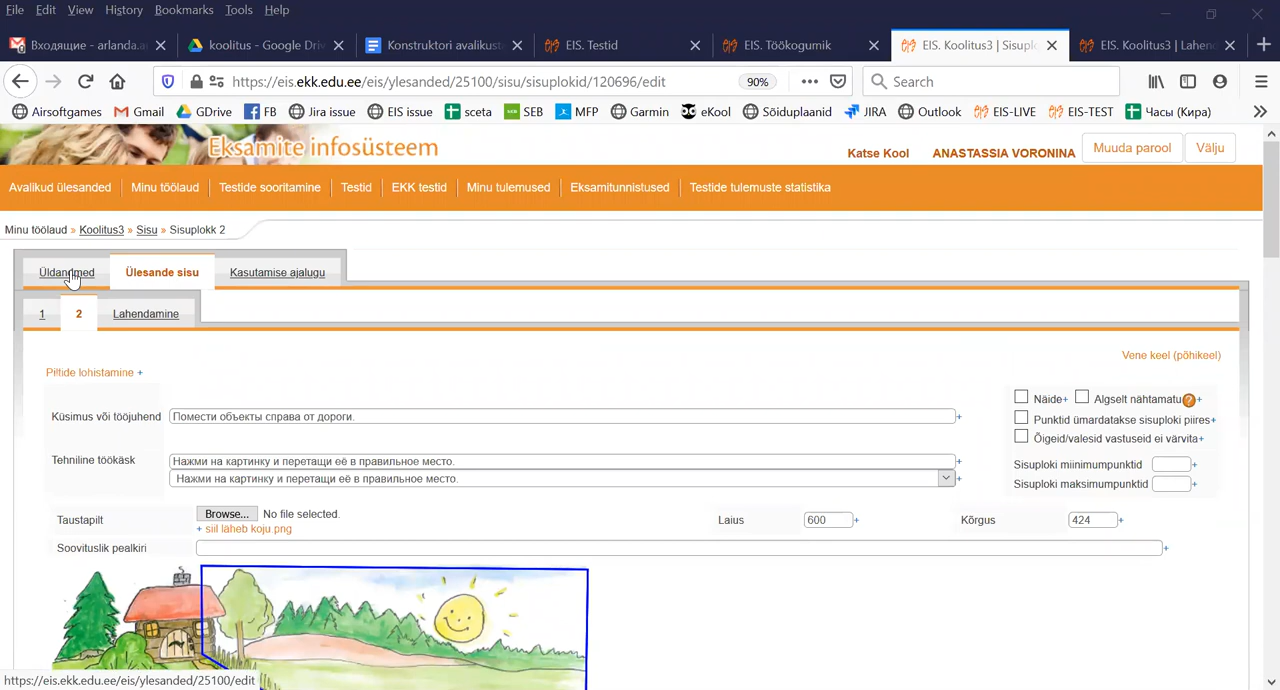 File Edit View History Bookmarks Tools Help
Входящие - arlanda.a
koolitus - Google Driv
Konstruktori avalikust
EIS. Testid
EIS. Töökogumik
EIS. Koolitus3 | Sisupl
EIS. Koolitus3 | Lahen
https://eis.ekk.edu.ee/eis/ylesanded/25100/sisu/sisuplokid/120696/edit
90%
Search
Airsoftgames Gmail GDrive FB Jira issue EIS issue sceta SEB MFP Garmin eKool Sõiduplaanid JIRA Outlook EIS-LIVE EIS-TEST Часы (Кира)
Eksamite infosüsteem
Katse Kool ANASTASSIA VORONINA Muuda parool Välju
Avalikud ülesanded Minu töölaud Testide sooritamine Testid EKK testid Minu tulemused Eksamitunnistused Testide tulemuste statistika
Minu töölaud » Koolitus3 » Sisu » Sisuplokk 2
Üldandmed Ülesande sisu Kasutamise ajalugu
1 2 Lahendamine
Vene keel (põhikeel)
Piltide lohistamine +
Näide+ Algselt nähtamatu ? +
Küsimus või tööjuhend Помести объекты справа от дороги. +
Punktid ümardatakse sisuploki piires+
Õigeid/valesid vastuseid ei värvita+
Tehniline töökäsk Нажми на картинку и перетащи её в правильное место. +
Нажми на картинку и перетащи её в правильное место. +
Sisuploki miinimumpunktid +
Sisuploki maksimumpunktid +
Taustapilt Browse... No file selected. Laius 600 + Kõrgus 424 +
+ siil läheb koju png
Soovituslik pealkiri +
https://eis.ekk.edu.ee/eis/ylesanded/25100/edit